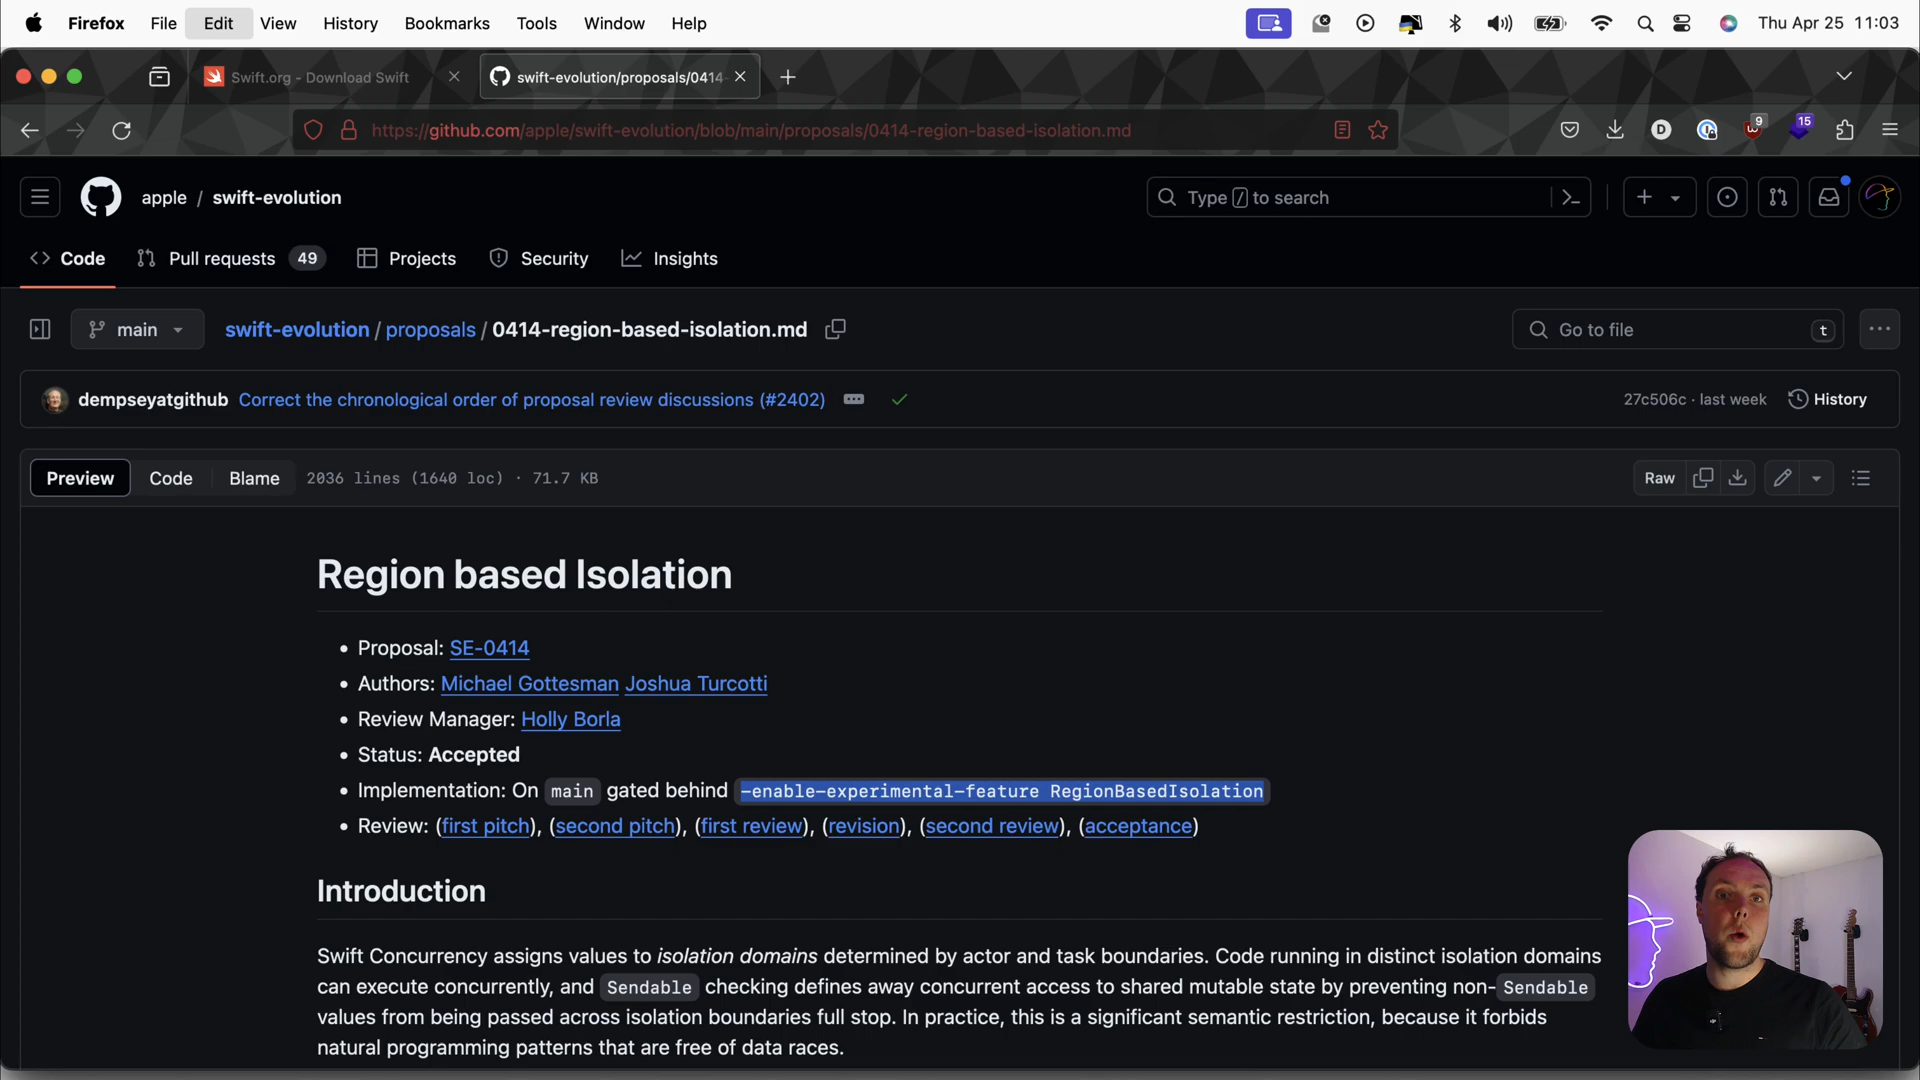 Firefox File Edit View History Bookmarks Tools Window Help Thu Apr 25 11:03
Swift.org - Download Swift
swift-evolution/proposals/0414-
https://github.com/apple/swift-evolution/blob/main/proposals/0414-region-based-isolation.md
D 9 15
apple / swift-evolution
Type / to search
Code Pull requests 49 Projects Security Insights
main swift-evolution / proposals / 0414-region-based-isolation.md
Go to file t
dempseyatgithub Correct the chronological order of proposal review discussions (#2402) 27c506c · last week History
Preview Code Blame 2036 lines (1640 loc) · 71.7 KB Raw
Region based Isolation
• Proposal: SE-0414
• Authors: Michael Gottesman Joshua Turcotti
• Review Manager: Holly Borla
• Status: Accepted
• Implementation: On main gated behind -enable-experimental-feature RegionBasedIsolation
• Review: (first pitch), (second pitch), (first review), (revision), (second review), (acceptance)
Introduction
Swift Concurrency assigns values to isolation domains determined by actor and task boundaries. Code running in distinct isolation domains
can execute concurrently, and Sendable checking defines away concurrent access to shared mutable state by preventing non-Sendable
values from being passed across isolation boundaries full stop. In practice, this is a significant semantic restriction, because it forbids
natural programming patterns that are free of data races.